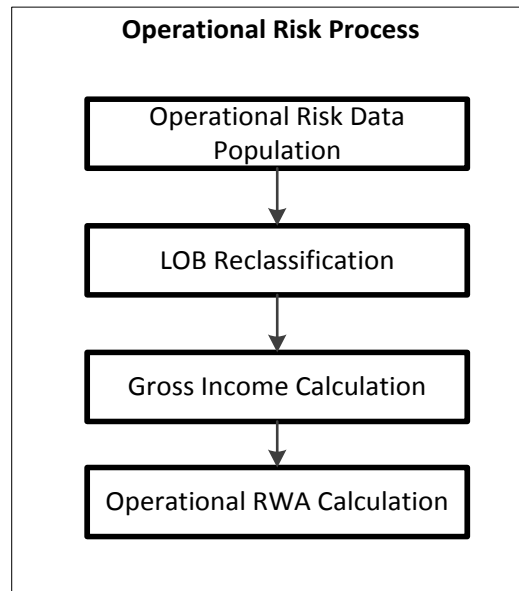 Operational Risk Process
Operational Risk Data
Population
LOB Reclassification
Gross Income Calculation
Operational RWA Calculation